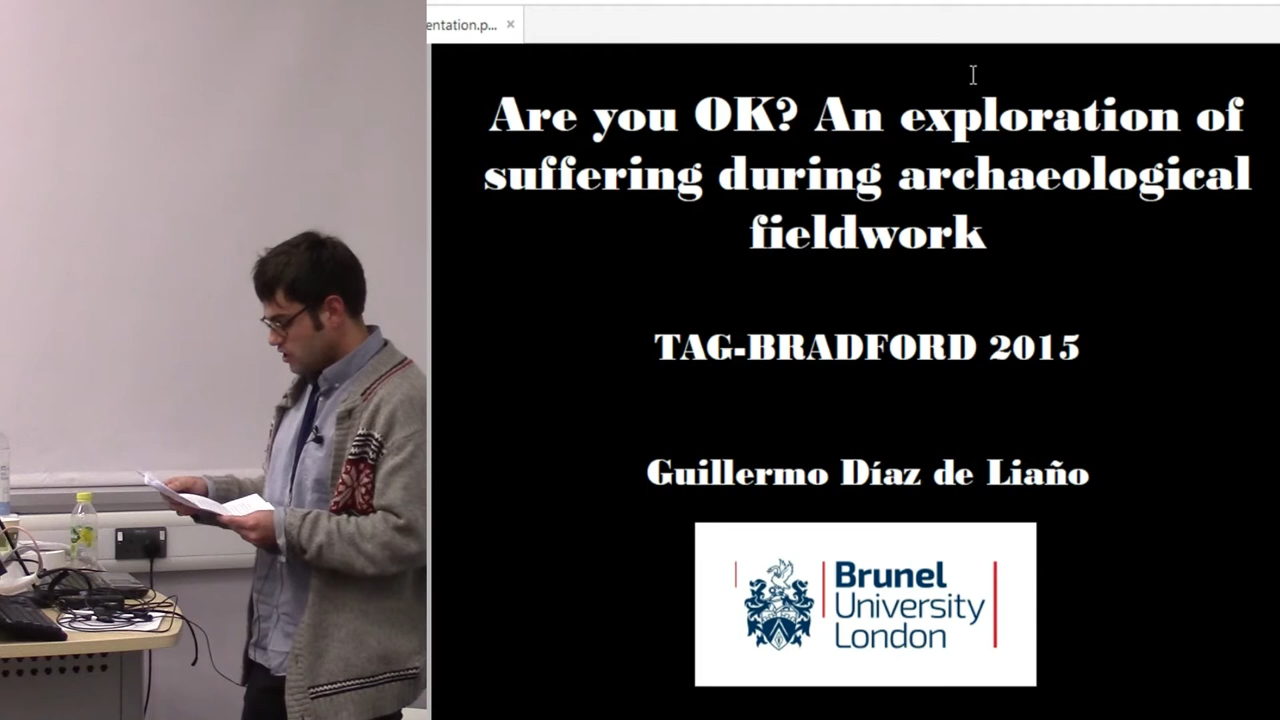 entation.p... ×
Are you OK? An exploration of
suffering during archaeological
fieldwork
TAG-BRADFORD 2015
Guillermo Díaz de Liaño
Brunel
University
London